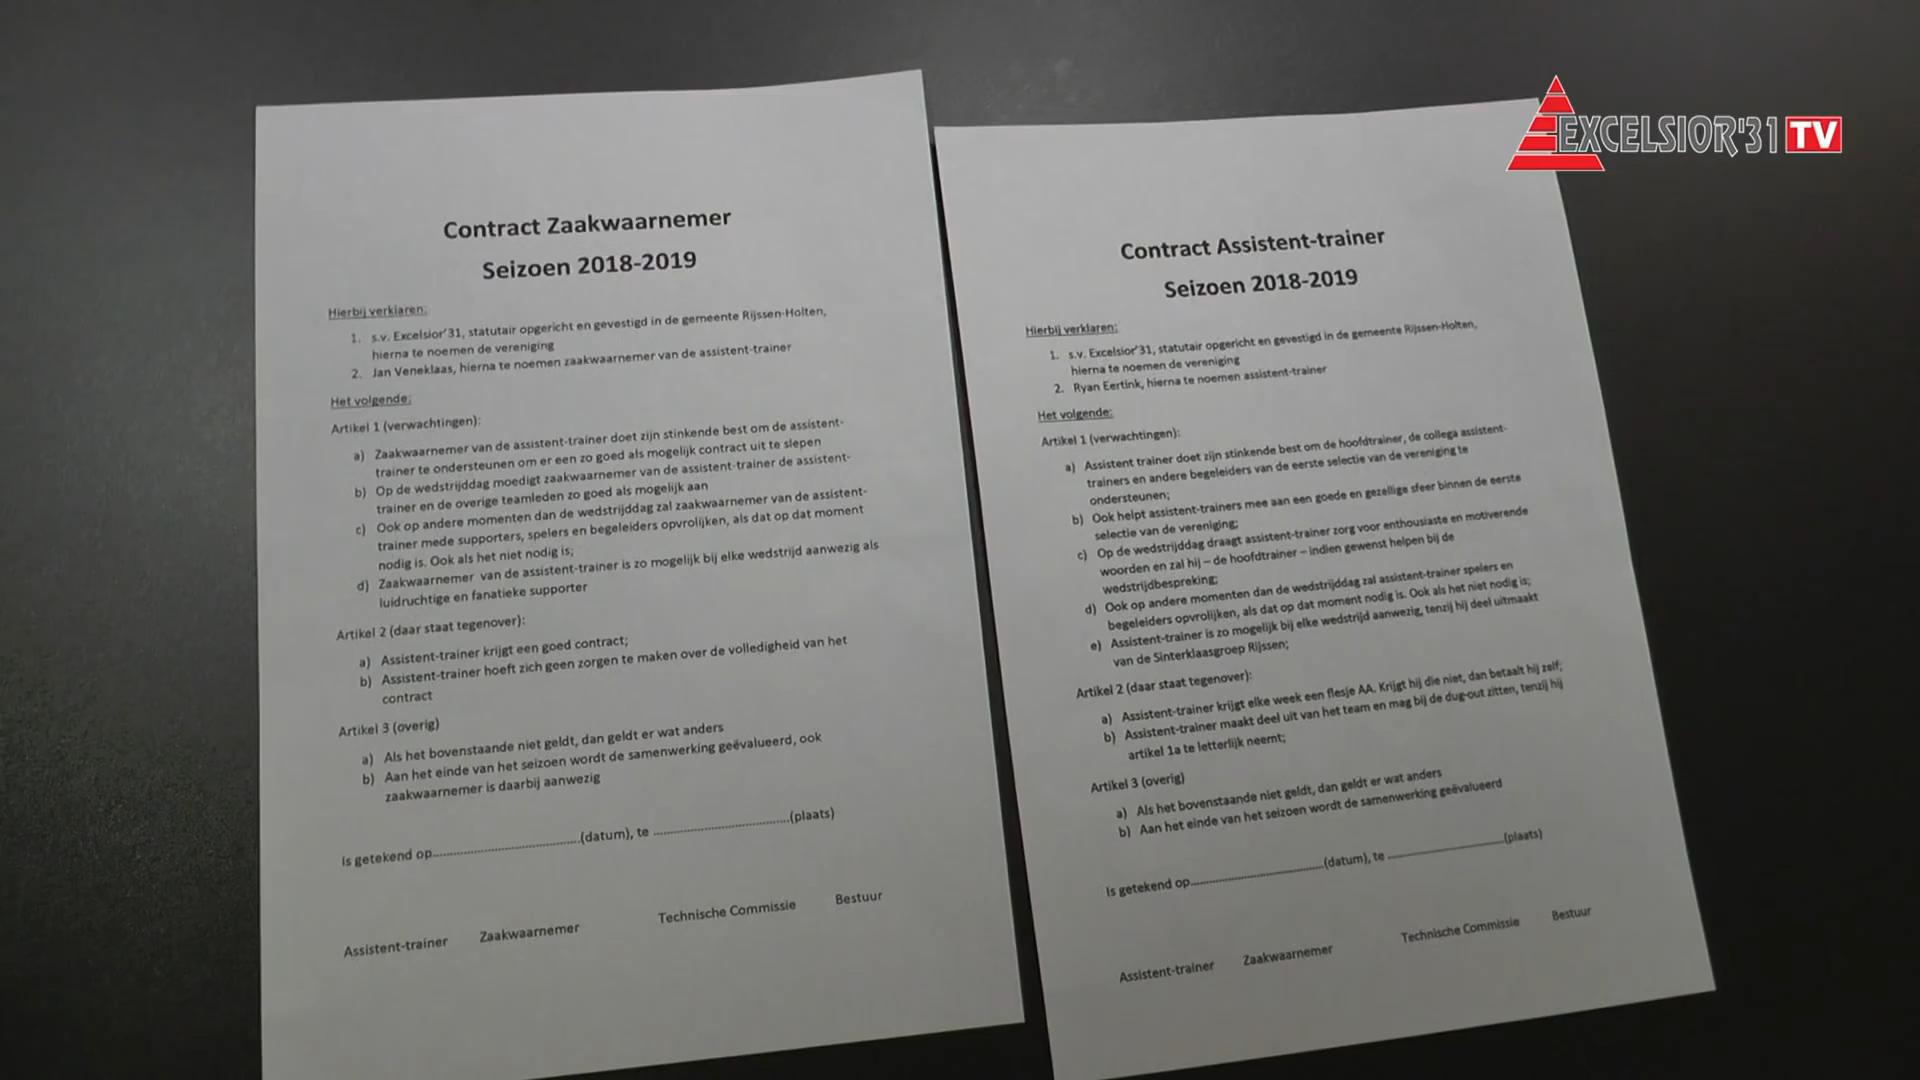 EXCELSIOR'31 TV
Contract Zaakwaarnemer
Seizoen 2018-2019
Hierbij verklaren:
1. s.v. Excelsior'31, statutair opgericht en gevestigd in de gemeente Rijssen-Holten,
hierna te noemen de vereniging
2. Jan Veneklaas, hierna te noemen zaakwaarnemer van de assistent-trainer
Het volgende:
Artikel 1 (verwachtingen):
a) Zaakwaarnemer van de assistent-trainer doet zijn stinkende best om de assistent-
trainer te ondersteunen om er een zo goed als mogelijk contract uit te slepen
b) Op de wedstrijddag moedigt zaakwaarnemer van de assistent-trainer de assistent-
trainer en de overige teamleden zo goed als mogelijk aan
c) Ook op andere momenten dan de wedstrijddag zal zaakwaarnemer van de assistent-
trainer mede supporters, spelers en begeleiders opvrolijken, als dat op dat moment
nodig is. Ook als het niet nodig is;
d) Zaakwaarnemer van de assistent-trainer is zo mogelijk bij elke wedstrijd aanwezig als
luidruchtige en fanatieke supporter
Artikel 2 (daar staat tegenover):
a) Assistent-trainer krijgt een goed contract;
b) Assistent-trainer hoeft zich geen zorgen te maken over de volledigheid van het
contract
Artikel 3 (overig)
a) Als het bovenstaande niet geldt, dan geldt er wat anders
b) Aan het einde van het seizoen wordt de samenwerking geëvalueerd, ook
zaakwaarnemer is daarbij aanwezig
Is getekend op..............................(datum), te ..............................(plaats)
Assistent-trainer Zaakwaarnemer Technische Commissie Bestuur
Contract Assistent-trainer
Seizoen 2018-2019
Hierbij verklaren:
1. s.v. Excelsior'31, statutair opgericht en gevestigd in de gemeente Rijssen-Holten,
hierna te noemen de vereniging
2. Ryan Eertink, hierna te noemen assistent-trainer
Het volgende:
Artikel 1 (verwachtingen):
a) Assistent trainer doet zijn stinkende best om de hoofdtrainer, de collega assistent-
trainers en andere begeleiders van de eerste selectie van de vereniging te
ondersteunen;
b) Ook helpt assistent-trainers mee aan een goede en gezellige sfeer binnen de eerste
selectie van de vereniging;
c) Op de wedstrijddag draagt assistent-trainer zorg voor enthousiaste en motiverende
woorden en zal hij – de hoofdtrainer – indien gewenst helpen bij de
wedstrijdbespreking;
d) Ook op andere momenten dan de wedstrijddag zal assistent-trainer spelers en
begeleiders opvrolijken, als dat op dat moment nodig is. Ook als het niet nodig is;
e) Assistent-trainer is zo mogelijk bij elke wedstrijd aanwezig, tenzij hij deel uitmaakt
van de Sinterklaasgroep Rijssen;
Artikel 2 (daar staat tegenover):
a) Assistent-trainer krijgt elke week een flesje AA. Krijgt hij die niet, dan betaalt hij zelf;
b) Assistent-trainer maakt deel uit van het team en mag bij de dug-out zitten, tenzij hij
artikel 1a te letterlijk neemt;
Artikel 3 (overig)
a) Als het bovenstaande niet geldt, dan geldt er wat anders
b) Aan het einde van het seizoen wordt de samenwerking geëvalueerd
Is getekend op..............................(datum), te ..............................(plaats)
Assistent-trainer Zaakwaarnemer Technische Commissie Bestuur